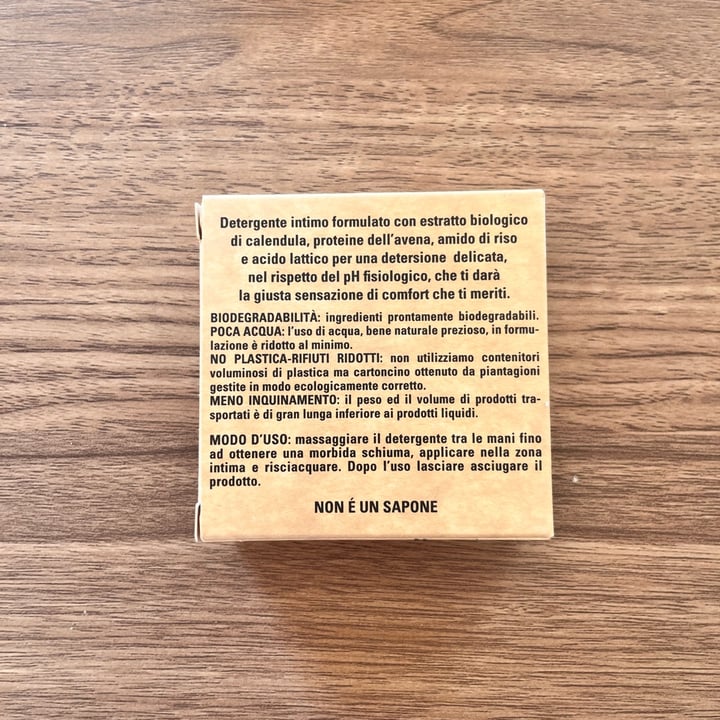 Detergente intimo formulato con estratto biologico
di calendula, proteine dell'avena, amido di riso
e acido lattico per una detersione delicata,
nel rispetto del pH fisiologico, che ti darà
la giusta sensazione di comfort che ti meriti.
BIODEGRADABILITÀ: ingredienti prontamente biodegradabili.
POCA ACQUA: l'uso di acqua, bene naturale prezioso, in formu-
lazione è ridotto al minimo.
NO PLASTICA-RIFIUTI RIDOTTI: non utilizziamo contenitori
voluminosi di plastica ma cartoncino ottenuto da piantagioni
gestite in modo ecologicamente corretto.
MENO INQUINAMENTO: il peso ed il volume di prodotti tra-
sportati è di gran lunga inferiore ai prodotti liquidi.
MODO D'USO: massaggiare il detergente tra le mani fino
ad ottenere una morbida schiuma, applicare nella zona
intima e risciacquare. Dopo l'uso lasciare asciugare il
prodotto.
NON É UN SAPONE